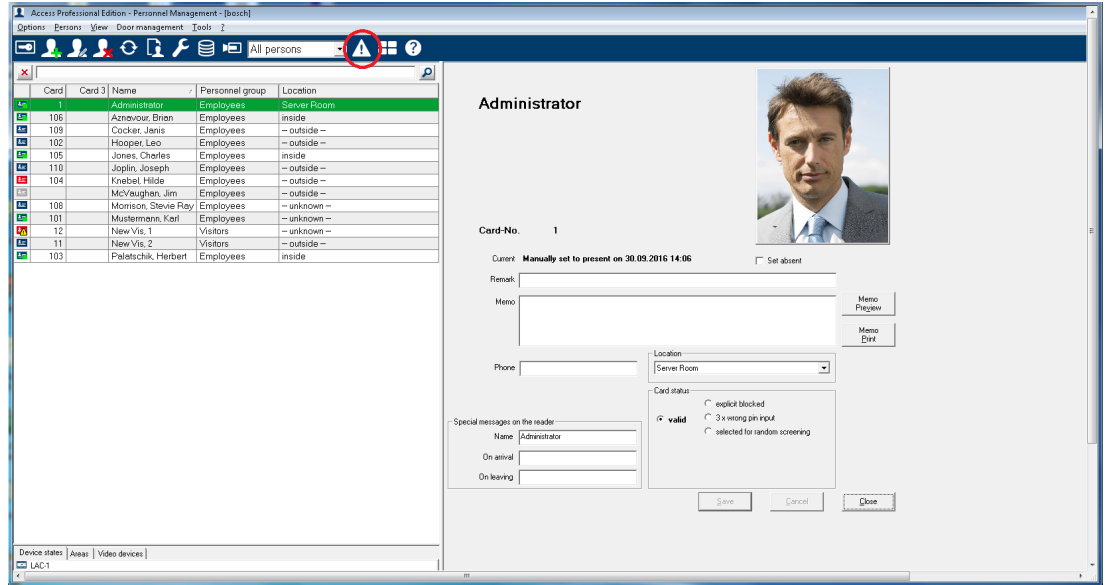 Access Professional Edition - Personnel Management - [bosch]
Options Persons View Door management Tools ?
All persons
Card Card 3 Name Personnel group Location
1 Administrator Employees Server Room
106 Aznavour, Brian Employees inside
109 Cocker, Janis Employees – outside –
102 Hooper, Leo Employees – outside –
105 Jones, Charles Employees inside
110 Joplin, Joseph Employees – outside –
104 Knebel, Hilde Employees – outside –
McVaughan, Jim Employees – outside –
108 Morrison, Stevie Ray Employees – unknown –
101 Mustermann, Karl Employees – unknown –
12 New Vis, 1 Visitors – unknown –
11 New Vis, 2 Visitors – outside –
103 Palatschik, Herbert Employees inside
Device states Areas Video devices
LAC-1
Administrator
Card-No. 1
Current Manually set to present on 30.09.2016 14:06
Set absent
Remark
Memo
Memo Preview
Memo Print
Phone
Location
Server Room
Card status
valid
explicit blocked
3 x wrong pin input
selected for random screening
Special messages on the reader
Name Administrator
On arrival
On leaving
Save Cancel Close